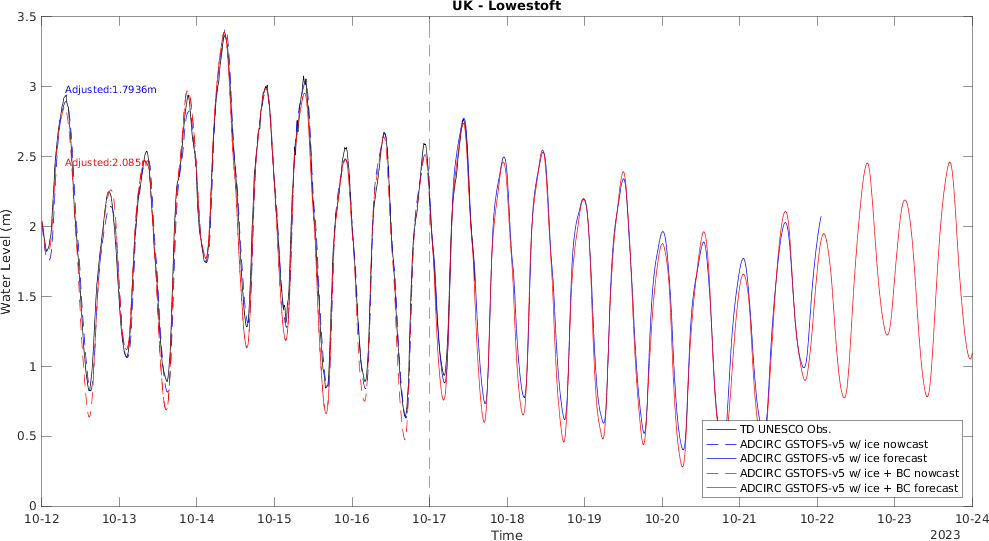 UK - Lowestoft
3.5
3
2.5
2
1.5
1
0.5
0
Water Level (m)
Adjusted:1.7936m
Adjusted:2.085m
TD UNESCO Obs.
ADCIRC GSTOFS-v5 w/ ice nowcast
ADCIRC GSTOFS-v5 w/ ice forecast
ADCIRC GSTOFS-v5 w/ ice + BC nowcast
ADCIRC GSTOFS-v5 w/ ice + BC forecast
10-12 10-13 10-14 10-15 10-16 10-17 10-18 10-19 10-20 10-21 10-22 10-23 10-24
Time
2023